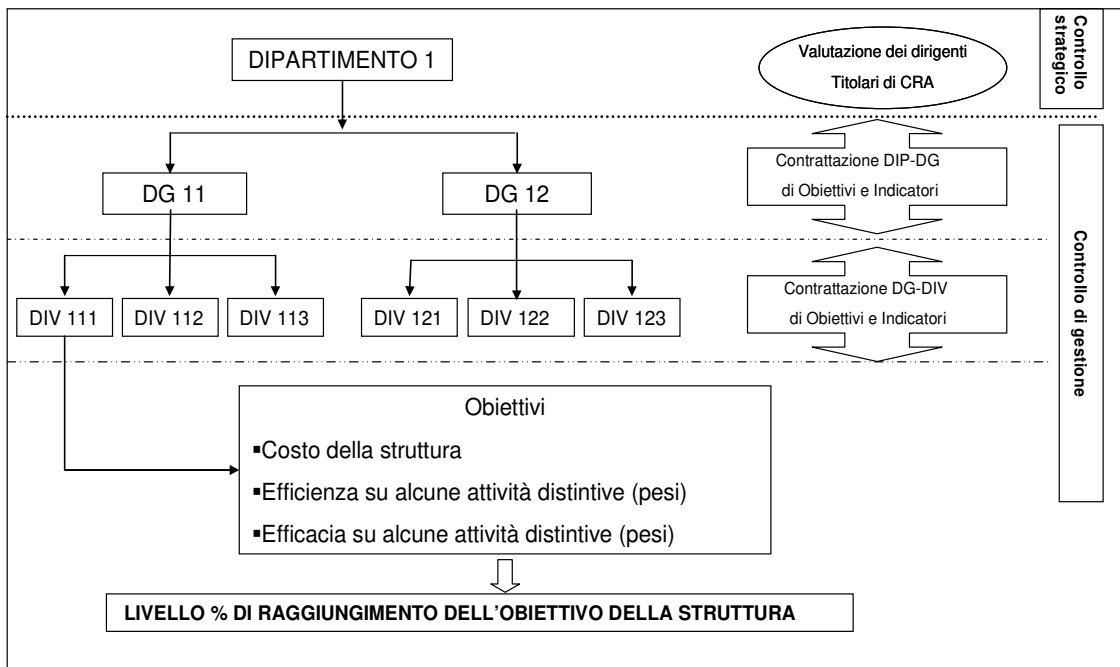 DIPARTIMENTO 1
Valutazione dei dirigenti
Titolari di CRA
Controllo
strategico
DG 11
DG 12
Contrattazione DIP-DG
di Obiettivi e Indicatori
DIV 111
DIV 112
DIV 113
DIV 121
DIV 122
DIV 123
Contrattazione DG-DIV
di Obiettivi e Indicatori
Controllo di gestione
Obiettivi
▪Costo della struttura
▪Efficienza su alcune attività distintive (pesi)
▪Efficacia su alcune attività distintive (pesi)
LIVELLO % DI RAGGIUNGIMENTO DELL'OBIETTIVO DELLA STRUTTURA